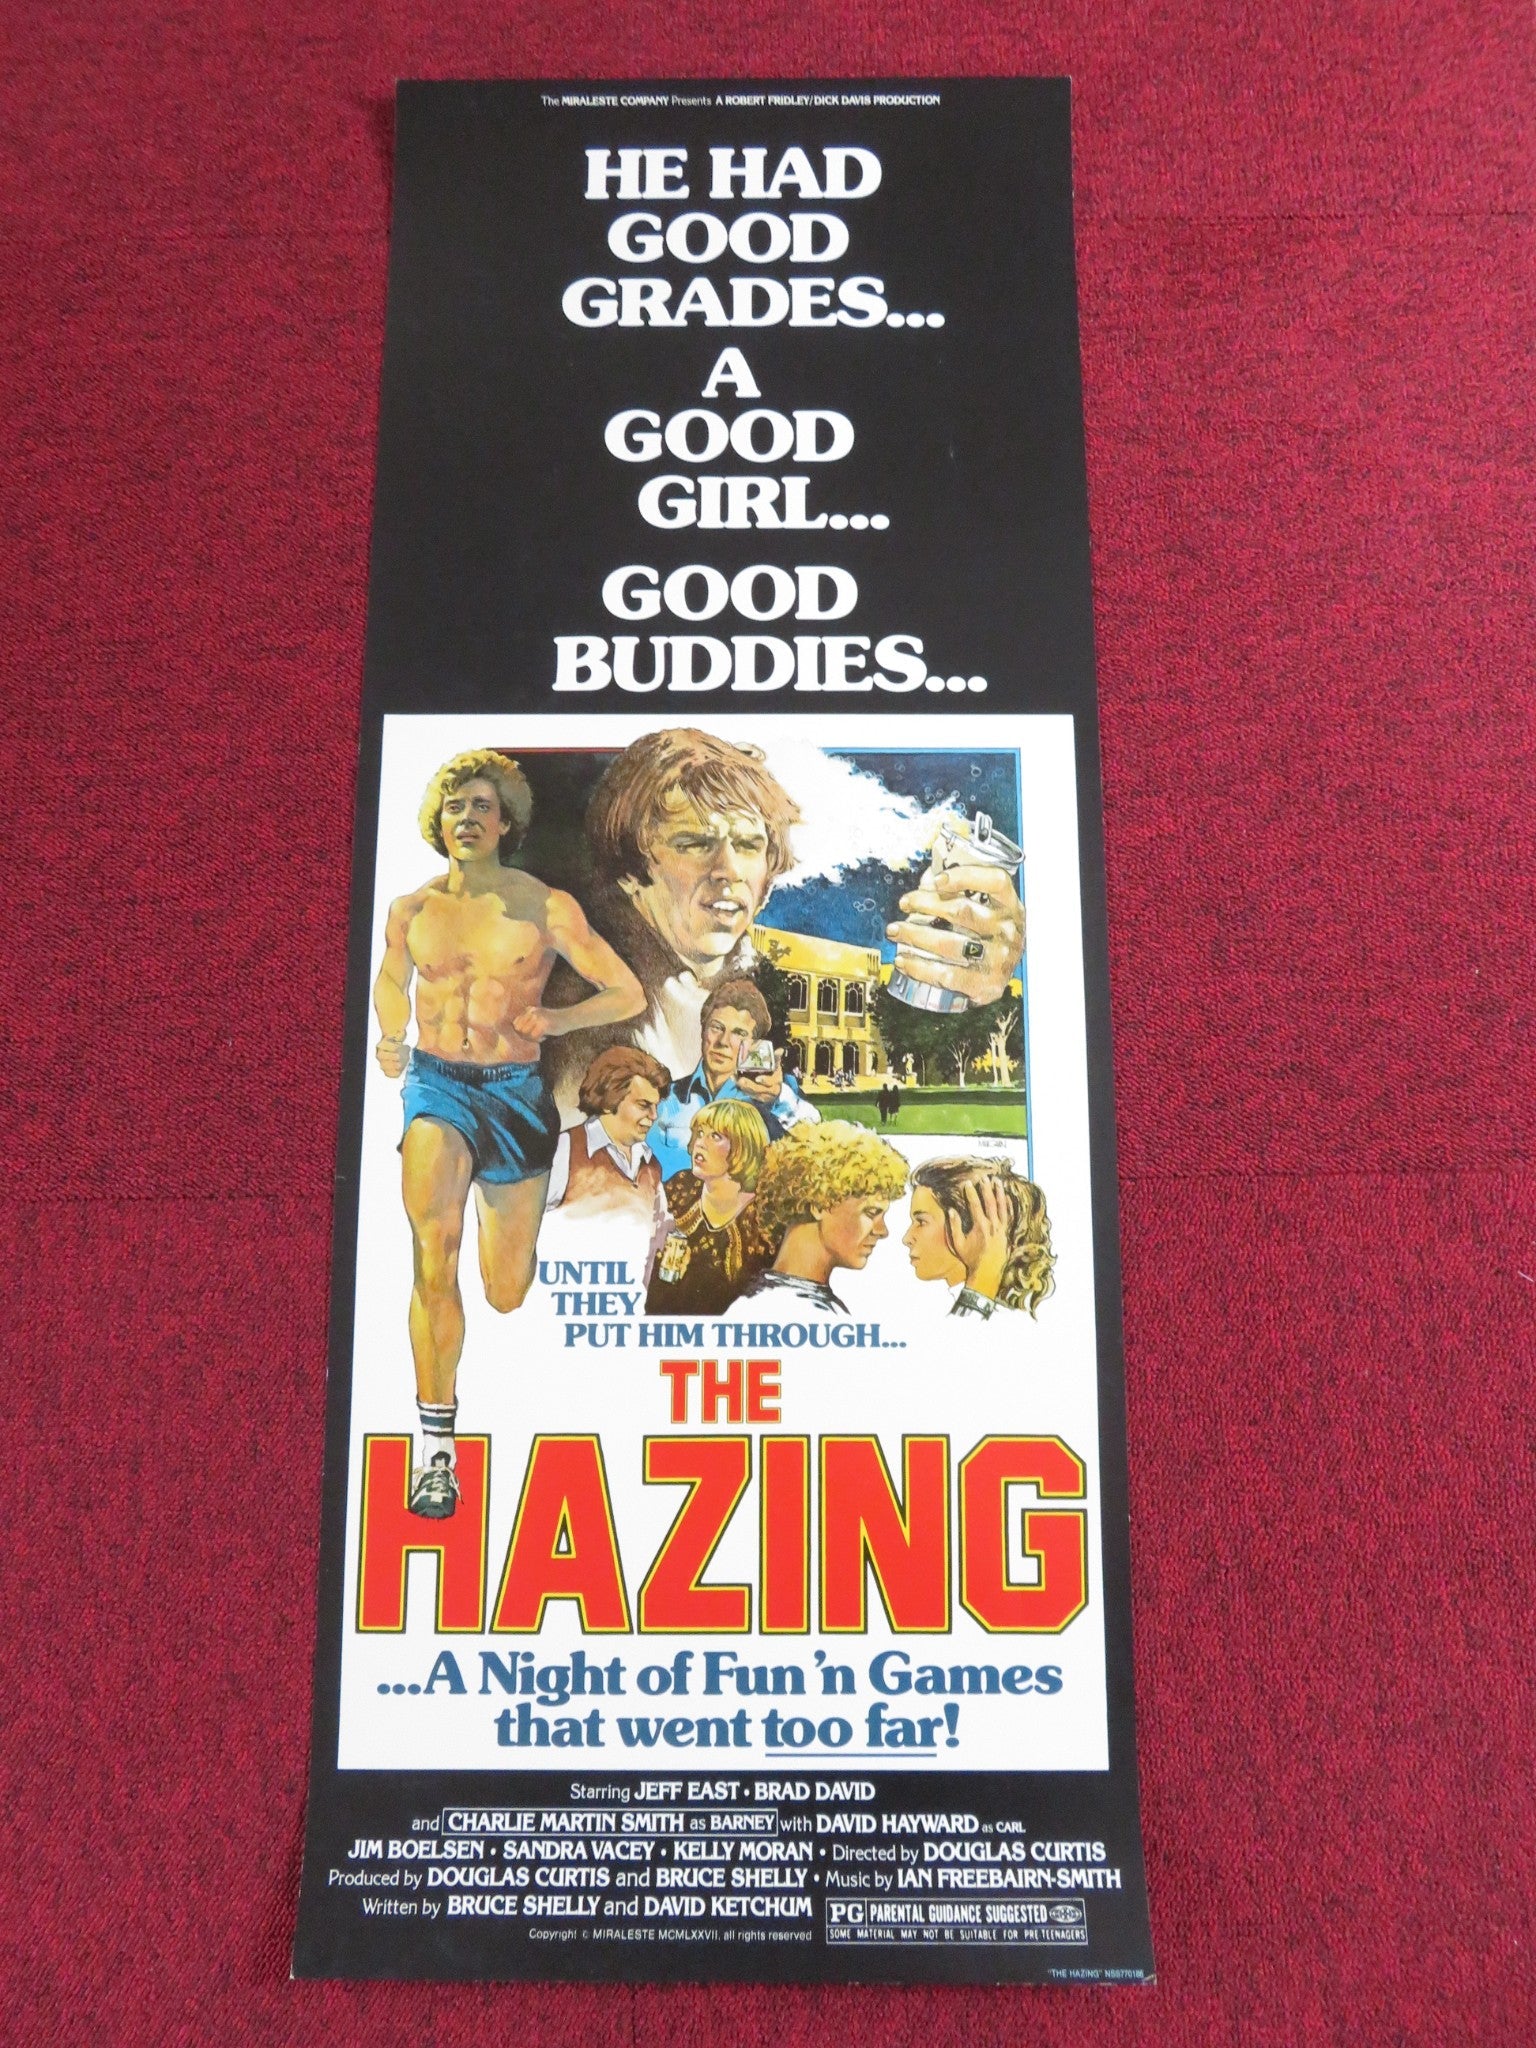 The MIRALESTE COMPANY Presents A ROBERT FRIDLEY/DICK DAVIS PRODUCTION
HE HAD
GOOD
GRADES...
A
GOOD
GIRL...
GOOD
BUDDIES...
UNTIL
THEY
PUT HIM THROUGH...
THE
HAZING
...A Night of Fun 'n Games
that went too far!
Starring JEFF EAST • BRAD DAVID
and CHARLIE MARTIN SMITH as BARNEY with DAVID HAYWARD as CARL
JIM BOELSEN • SANDRA VACEY • KELLY MORAN • Directed by DOUGLAS CURTIS
Produced by DOUGLAS CURTIS and BRUCE SHELLY • Music by IAN FREEBAIRN-SMITH
Written by BRUCE SHELLY and DAVID KETCHUM
PG PARENTAL GUIDANCE SUGGESTED
SOME MATERIAL MAY NOT BE SUITABLE FOR PRE-TEENAGERS
Copyright © MIRALESTE MCMLXXVII, all rights reserved
"THE HAZING" NSS770186